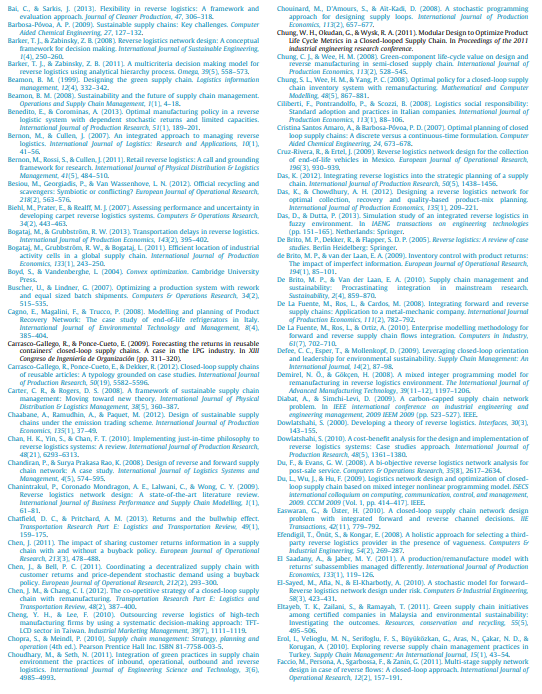 Bai, C., & Sarkis, J. (2013). Flexibility in reverse logistics: A framework and
evaluation approach. Journal of Cleaner Production, 47, 306–318.
Barbosa-Póvoa, A. P. (2009). Sustainable supply chains: Key challenges. Computer
Aided Chemical Engineering, 27, 127–132.
Barker, T. J., & Zabinsky, Z. B. (2008). Reverse logistics network design: A conceptual
framework for decision making. International Journal of Sustainable Engineering,
1(4), 250–260.
Barker, T. J., & Zabinsky, Z. B. (2011). A multicriteria decision making model for
reverse logistics using analytical hierarchy process. Omega, 39(5), 558–573.
Beamon, B. M. (1999). Designing the green supply chain. Logistics information
management, 12(4), 332–342.
Beamon, B. M. (2008). Sustainability and the future of supply chain management.
Operations and Supply Chain Management, 1(1), 4–18.
Benedito, E., & Corominas, A. (2013). Optimal manufacturing policy in a reverse
logistic system with dependent stochastic returns and limited capacities.
International Journal of Production Research, 51(1), 189–201.
Bernon, M., & Cullen, J. (2007). An integrated approach to managing reverse
logistics. International Journal of Logistics: Research and Applications, 10(1),
41–56.
Bernon, M., Rossi, S., & Cullen, J. (2011). Retail reverse logistics: A call and grounding
framework for research. International Journal of Physical Distribution & Logistics
Management, 41(5), 484–510.
Besiou, M., Georgiadis, P., & Van Wassenhove, L. N. (2012). Official recycling and
scavengers: Symbiotic or conflicting? European Journal of Operational Research,
218(2), 563–576.
Biehl, M., Prater, E., & Realff, M. J. (2007). Assessing performance and uncertainty in
developing carpet reverse logistics systems. Computers & Operations Research,
34(2), 443–463.
Bogataj, M., & Grubbström, R. W. (2013). Transportation delays in reverse logistics.
International Journal of Production Economics, 143(2), 395–402.
Bogataj, M., Grubbström, R. W., & Bogataj, L. (2011). Efficient location of industrial
activity cells in a global supply chain. International Journal of Production
Economics, 133(1), 243–250.
Boyd, S., & Vandenberghe, L. (2004). Convex optimization. Cambridge University
Press.
Buscher, U., & Lindner, G. (2007). Optimizing a production system with rework
and equal sized batch shipments. Computers & Operations Research, 34(2),
515–535.
Cagno, E., Magalini, F., & Trucco, P. (2008). Modelling and planning of Product
Recovery Network: The case study of end-of-life refrigerators in Italy.
International Journal of Environmental Technology and Management, 8(4),
385–404.
Carrasco-Gallego, R., & Ponce-Cueto, E. (2009). Forecasting the returns in reusable
containers' closed-loop supply chains. A case in the LPG industry. In XIII
Congreso de Ingeniería de Organización (pp. 311–320).
Carrasco-Gallego, R., Ponce-Cueto, E., & Dekker, R. (2012). Closed-loop supply chains
of reusable articles: A typology grounded on case studies. International Journal
of Production Research, 50(19), 5582–5596.
Carter, C. R., & Rogers, D. S. (2008). A framework of sustainable supply chain
management: Moving toward new theory. International Journal of Physical
Distribution & Logistics Management, 38(5), 360–387.
Chaabane, A., Ramudhin, A., & Paquet, M. (2012). Design of sustainable supply
chains under the emission trading scheme. International Journal of Production
Economics, 135(1), 37–49.
Chan, H. K., Yin, S., & Chan, F. T. (2010). Implementing just-in-time philosophy to
reverse logistics systems: A review. International Journal of Production Research,
48(21), 6293–6313.
Chandiran, P., & Surya Prakasa Rao, K. (2008). Design of reverse and forward supply
chain network: A case study. International Journal of Logistics Systems and
Management, 4(5), 574–595.
Chanintrakul, P., Coronado Mondragon, A. E., Lalwani, C., & Wong, C. Y. (2009).
Reverse logistics network design: A state-of-the-art literature review.
International Journal of Business Performance and Supply Chain Modelling, 1(1),
61–81.
Chatfield, D. C., & Pritchard, A. M. (2013). Returns and the bullwhip effect.
Transportation Research Part E: Logistics and Transportation Review, 49(1),
159–175.
Chen, J. (2011). The impact of sharing customer returns information in a supply
chain with and without a buyback policy. European Journal of Operational
Research, 213(3), 478–488.
Chen, J., & Bell, P. C. (2011). Coordinating a decentralized supply chain with
customer returns and price-dependent stochastic demand using a buyback
policy. European Journal of Operational Research, 212(2), 293–300.
Chen, J. M., & Chang, C. I. (2012). The co-opetitive strategy of a closed-loop supply
chain with remanufacturing. Transportation Research Part E: Logistics and
Transportation Review, 48(2), 387–400.
Cheng, Y. H., & Lee, F. (2010). Outsourcing reverse logistics of high-tech
manufacturing firms by using a systematic decision-making approach: TFT-
LCD sector in Taiwan. Industrial Marketing Management, 39(7), 1111–1119.
Chopra, S., & Meindl, P. (2010). Supply chain management: Strategy, planning and
operation (4th ed.). Pearson Prentice Hall Inc. ISBN 81-7758-003-5.
Choudhary, M., & Seth, N. (2011). Integration of green practices in supply chain
environment the practices of inbound, operational, outbound and reverse
logistics. International Journal of Engineering Science and Technology, 3(6),
4985–4993.
Chouinard, M., D'Amours, S., & Aït-Kadi, D. (2008). A stochastic programming
approach for designing supply loops. International Journal of Production
Economics, 113(2), 657–677.
Chung, W. H., Okudan, G., & Wysk, R. A. (2011). Modular Design to Optimize Product
Life Cycle Metrics in a Closed-looped Supply Chain. In Proceedings of the 2011
industrial engineering research conference.
Chung, C. J., & Wee, H. M. (2008). Green-component life-cycle value on design and
reverse manufacturing in semi-closed supply chain. International Journal of
Production Economics, 113(2), 528–545.
Chung, S. L., Wee, H. M., & Yang, P. C. (2008). Optimal policy for a closed-loop supply
chain inventory system with remanufacturing. Mathematical and Computer
Modelling, 48(5), 867–881.
Ciliberti, F., Pontrandolfo, P., & Scozzi, B. (2008). Logistics social responsibility:
Standard adoption and practices in Italian companies. International Journal of
Production Economics, 113(1), 88–106.
Cristina Santos Amaro, A., & Barbosa-Póvoa, A. P. (2007). Optimal planning of closed
loop supply chains: A discrete versus a continuous-time formulation. Computer
Aided Chemical Engineering, 24, 673–678.
Cruz-Rivera, R., & Ertel, J. (2009). Reverse logistics network design for the collection
of end-of-life vehicles in Mexico. European Journal of Operational Research,
196(3), 930–939.
Das, K. (2012). Integrating reverse logistics into the strategic planning of a supply
chain. International Journal of Production Research, 50(5), 1438–1456.
Das, K., & Chowdhury, A. H. (2012). Designing a reverse logistics network for
optimal collection, recovery and quality-based product-mix planning.
International Journal of Production Economics, 135(1), 209–221.
Das, D., & Dutta, P. (2013). Simulation study of an integrated reverse logistics in
fuzzy environment. In IAENG transactions on engineering technologies
(pp. 151–165). Netherlands: Springer.
De Brito, M. P., Dekker, R., & Flapper, S. D. P. (2005). Reverse logistics: A review of case
studies. Berlin Heidelberg: Springer.
de Brito, M. P., & van der Laan, E. A. (2009). Inventory control with product returns:
The impact of imperfect information. European Journal of Operational Research,
194(1), 85–101.
De Brito, M. P., & Van der Laan, E. A. (2010). Supply chain management and
sustainability: Procrastinating integration in mainstream research.
Sustainability, 2(4), 859–870.
De La Fuente, M., Ros, L., & Cardos, M. (2008). Integrating forward and reverse
supply chains: Application to a metal-mechanic company. International Journal
of Production Economics, 111(2), 782–792.
De La Fuente, M., Ros, L., & Ortiz, A. (2010). Enterprise modelling methodology for
forward and reverse supply chain flows integration. Computers in Industry,
61(7), 702–710.
Defee, C. C., Esper, T., & Mollenkopf, D. (2009). Leveraging closed-loop orientation
and leadership for environmental sustainability. Supply Chain Management: An
International Journal, 14(2), 87–98.
Demirel, N. Ö., & Gökçen, H. (2008). A mixed integer programming model for
remanufacturing in reverse logistics environment. The International Journal of
Advanced Manufacturing Technology, 39(11–12), 1197–1206.
Diabat, A., & Simchi-Levi, D. (2009). A carbon-capped supply chain network
problem. In IEEE international conference on industrial engineering and
engineering management, 2009 IEEM 2009 (pp. 523–527). IEEE.
Dowlatshahi, S. (2000). Developing a theory of reverse logistics. Interfaces, 30(3),
143–155.
Dowlatshahi, S. (2010). A cost-benefit analysis for the design and implementation of
reverse logistics systems: Case studies approach. International Journal of
Production Research, 48(5), 1361–1380.
Du, F., & Evans, G. W. (2008). A bi-objective reverse logistics network analysis for
post-sale service. Computers & Operations Research, 35(8), 2617–2634.
Du, L., Wu, J., & Hu, F. (2009). Logistics network design and optimization of closed-
loop supply chain based on mixed integer nonlinear programming model. ISECS
international colloquium on computing, communication, control, and management,
2009. CCCM 2009 (Vol. 1, pp. 414–417). IEEE.
Easwaran, G., & Üster, H. (2010). A closed-loop supply chain network design
problem with integrated forward and reverse channel decisions. IIE
Transactions, 42(11), 779–792.
Efendigil, T., Önüt, S., & Kongar, E. (2008). A holistic approach for selecting a third-
party reverse logistics provider in the presence of vagueness. Computers &
Industrial Engineering, 54(2), 269–287.
El Saadany, A., & Jaber, M. Y. (2011). A production/remanufacture model with
returns' subassemblies managed differently. International Journal of Production
Economics, 133(1), 119–126.
El-Sayed, M., Afia, N., & El-Kharbotly, A. (2010). A stochastic model for forward–
Reverse logistics network design under risk. Computers & Industrial Engineering,
58(3), 423–431.
Eltayeb, T. K., Zailani, S., & Ramayah, T. (2011). Green supply chain initiatives
among certified companies in Malaysia and environmental sustainability:
Investigating the outcomes. Resources, conservation and recycling, 55(5),
495–506.
Erol, I., Velioğlu, M. N., Serifoğlu, F. S., Büyüközkan, G., Aras, N., Çakar, N. D., &
Korugan, A. (2010). Exploring reverse supply chain management practices in
Turkey. Supply Chain Management: An International Journal, 15(1), 43–54.
Faccio, M., Persona, A., Sgarbossa, F., & Zanin, G. (2011). Multi-stage supply network
design in case of reverse flows: A closed-loop approach. International Journal of
Operational Research, 12(2), 157–191.